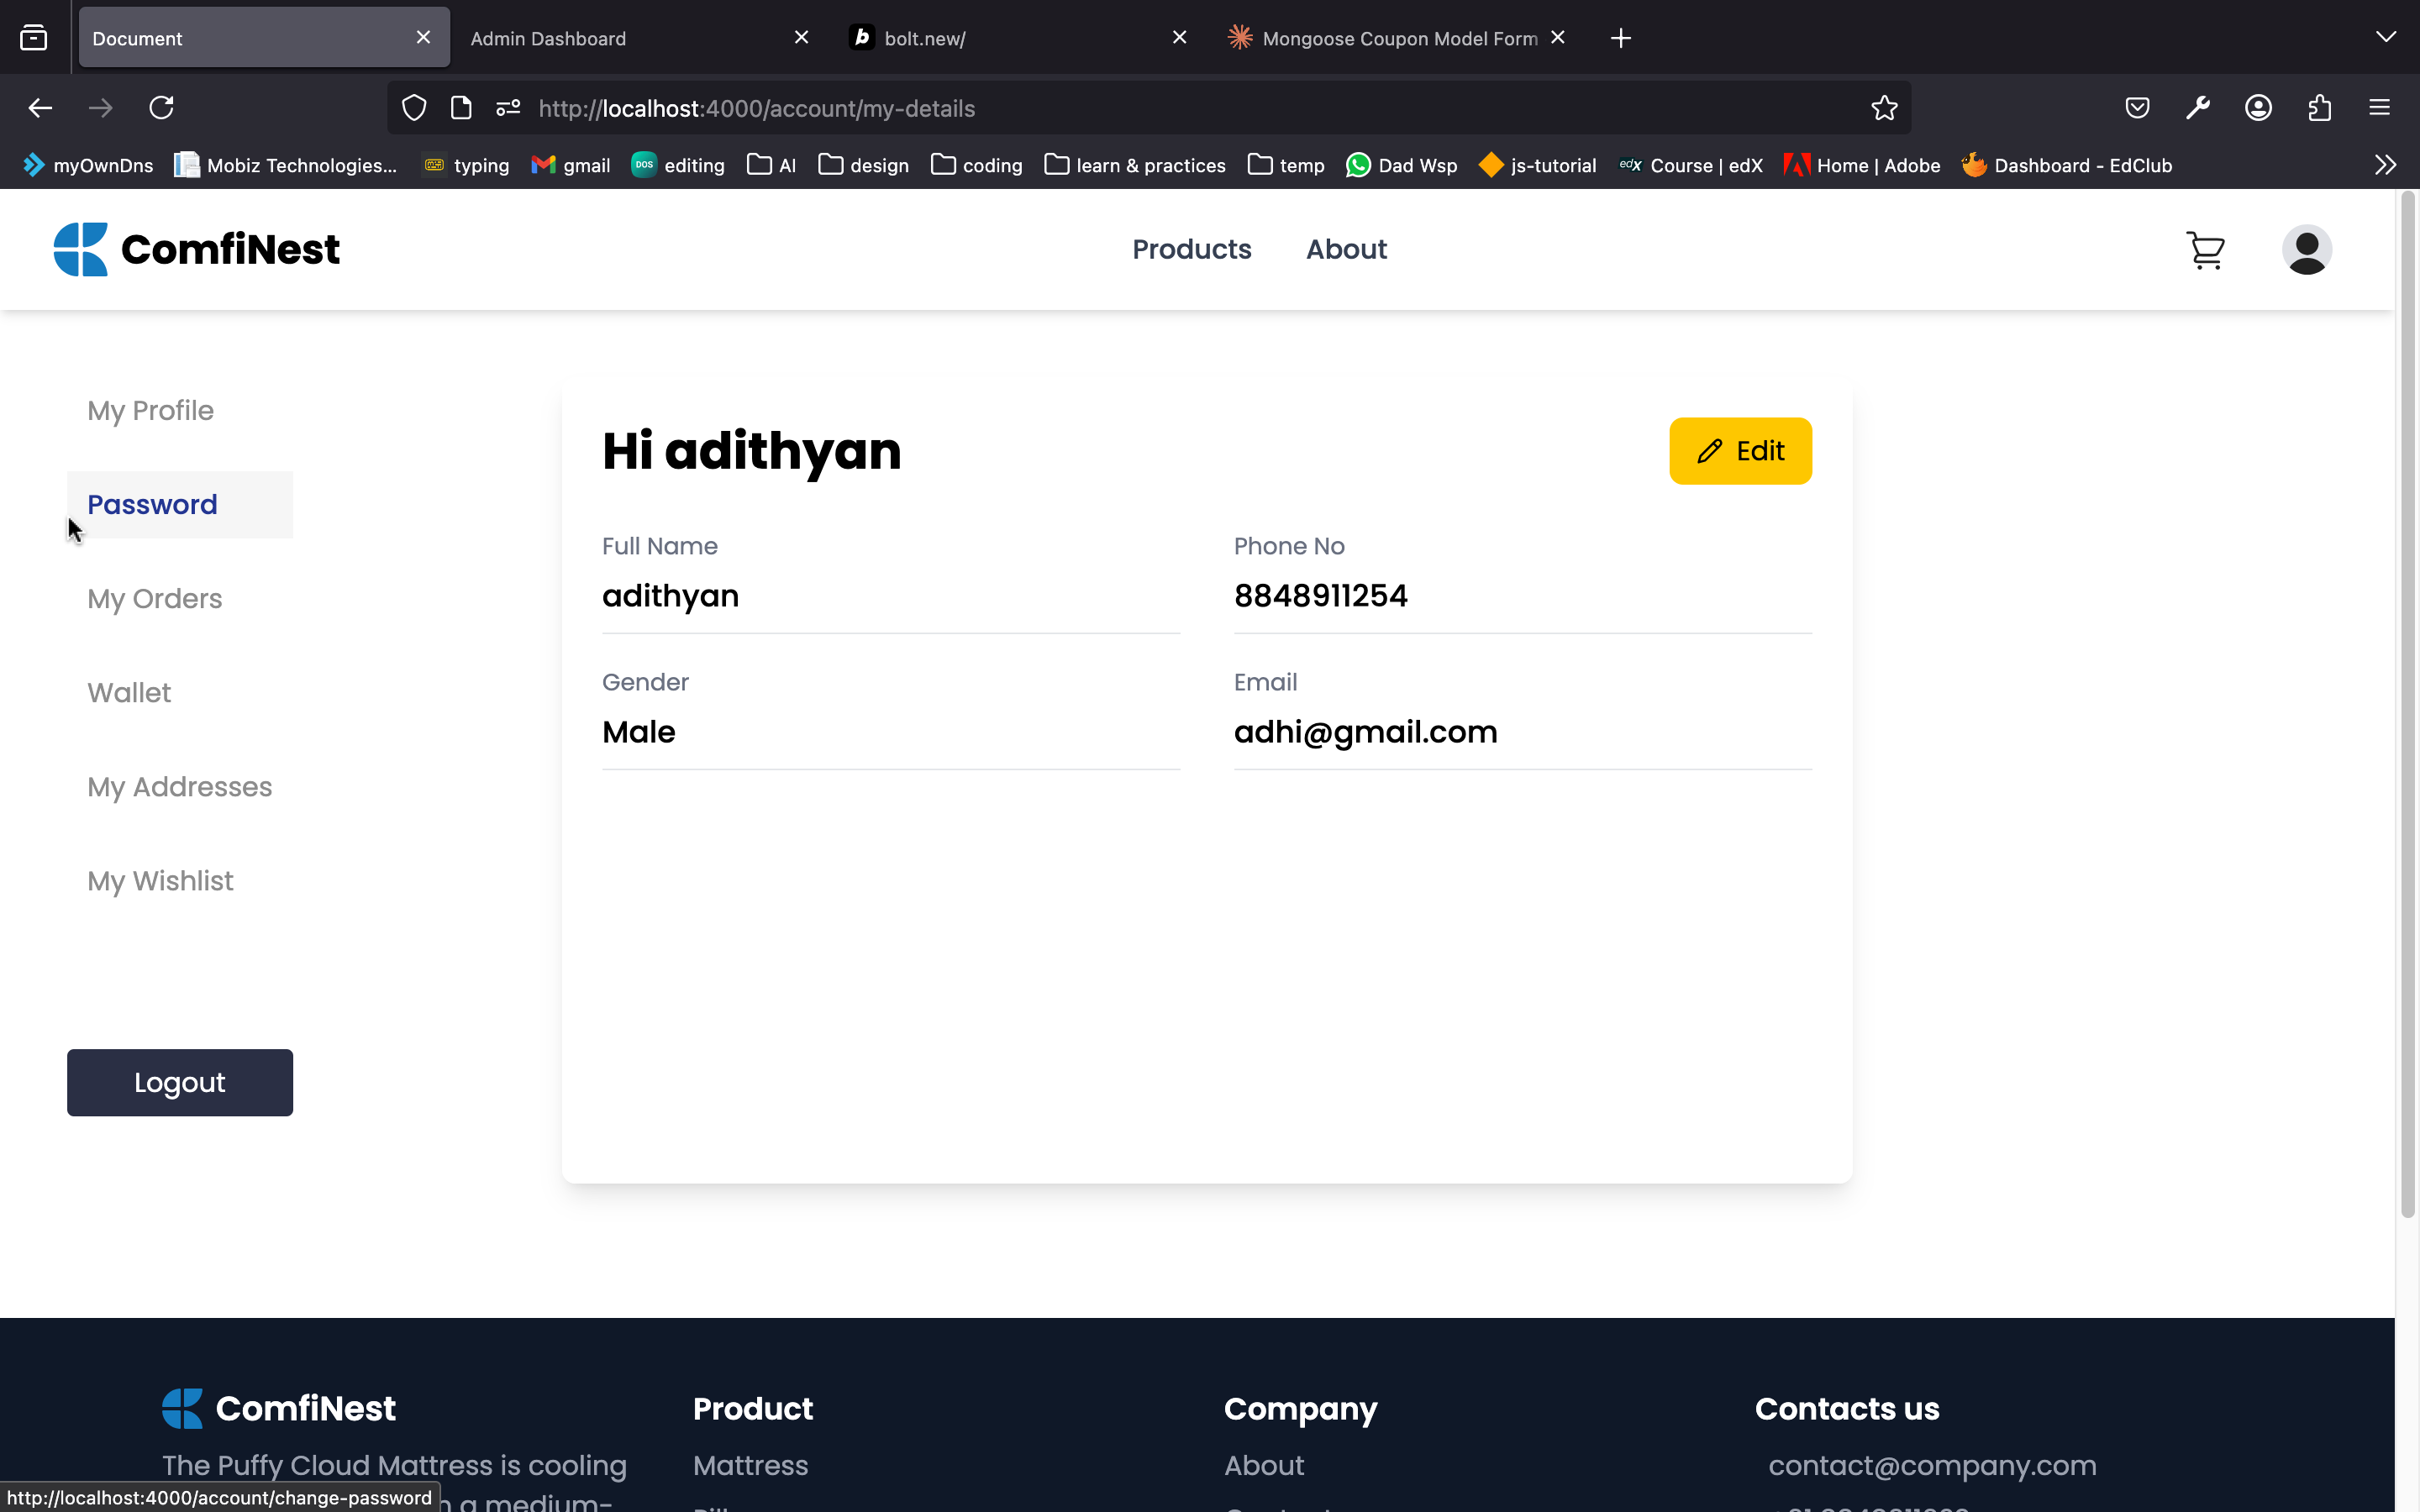 Document
Admin Dashboard
bolt.new/
Mongoose Coupon Model Form
http://localhost:4000/account/my-details
myOwnDns
Mobiz Technologies...
typing
gmail
DOS
editing
AI
design
coding
learn & practices
temp
Dad Wsp
js-tutorial
edX
Course | edX
Home | Adobe
Dashboard - EdClub
ComfiNest
Products
About
My Profile
Password
My Orders
Wallet
My Addresses
My Wishlist
Logout
Hi adithyan
Edit
Full Name
adithyan
Phone No
8848911254
Gender
Male
Email
adhi@gmail.com
ComfiNest
The Puffy Cloud Mattress is cooling
a medium-
Product
Mattress
Company
About
Contacts us
contact@company.com
http://localhost:4000/account/change-password